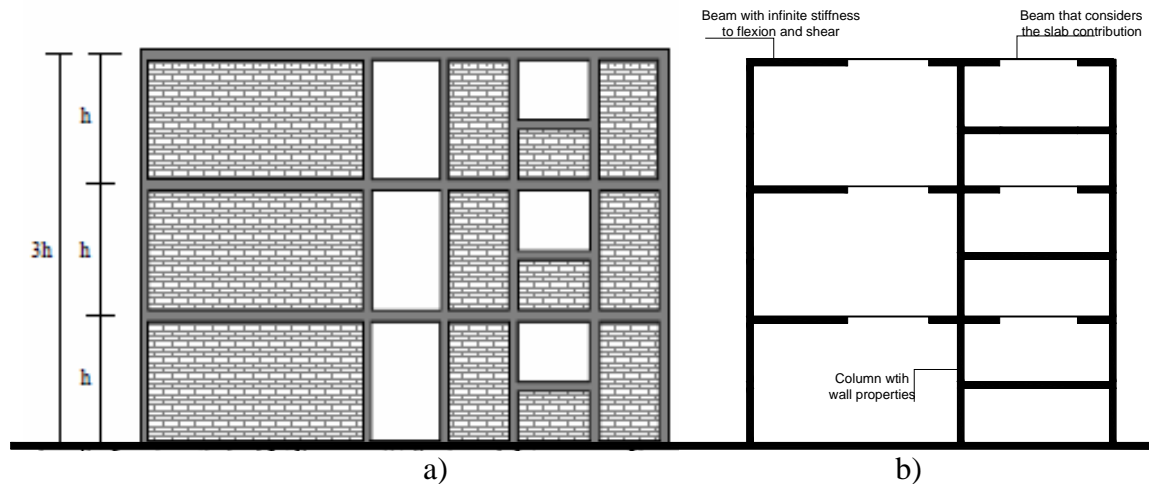 Beam with infinite stiffness
to flexion and shear
Beam that considers
the slab contribution
h
3h
h
h
Column wtih
wall properties
a)
b)